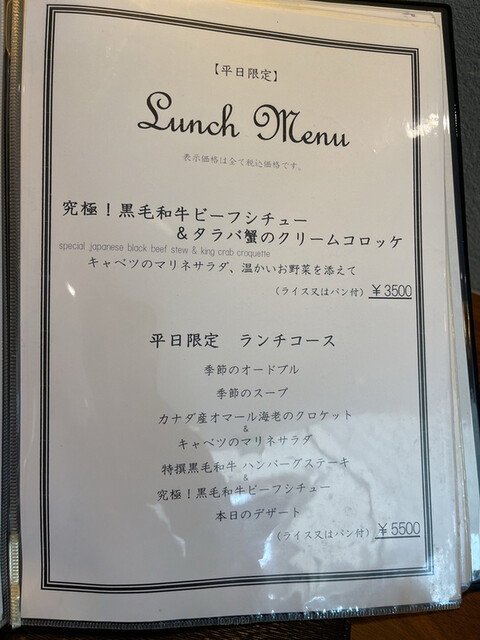 【平日限定】
Lunch Menu
表示価格は全て税込価格です。
究極！黒毛和牛ビーフシチュー
＆タラバ蟹のクリームコロッケ
special japanese black beef stew & king crab croquette
キャベツのマリネサラダ、温かいお野菜を添えて
（ライス又はパン付）￥3500
平日限定　ランチコース
季節のオードブル
季節のスープ
カナダ産オマール海老のクロケット
&
キャベツのマリネサラダ
特撰黒毛和牛 ハンバーグステーキ
&
究極！黒毛和牛ビーフシチュー
本日のデザート
（ライス又はパン付）￥5500